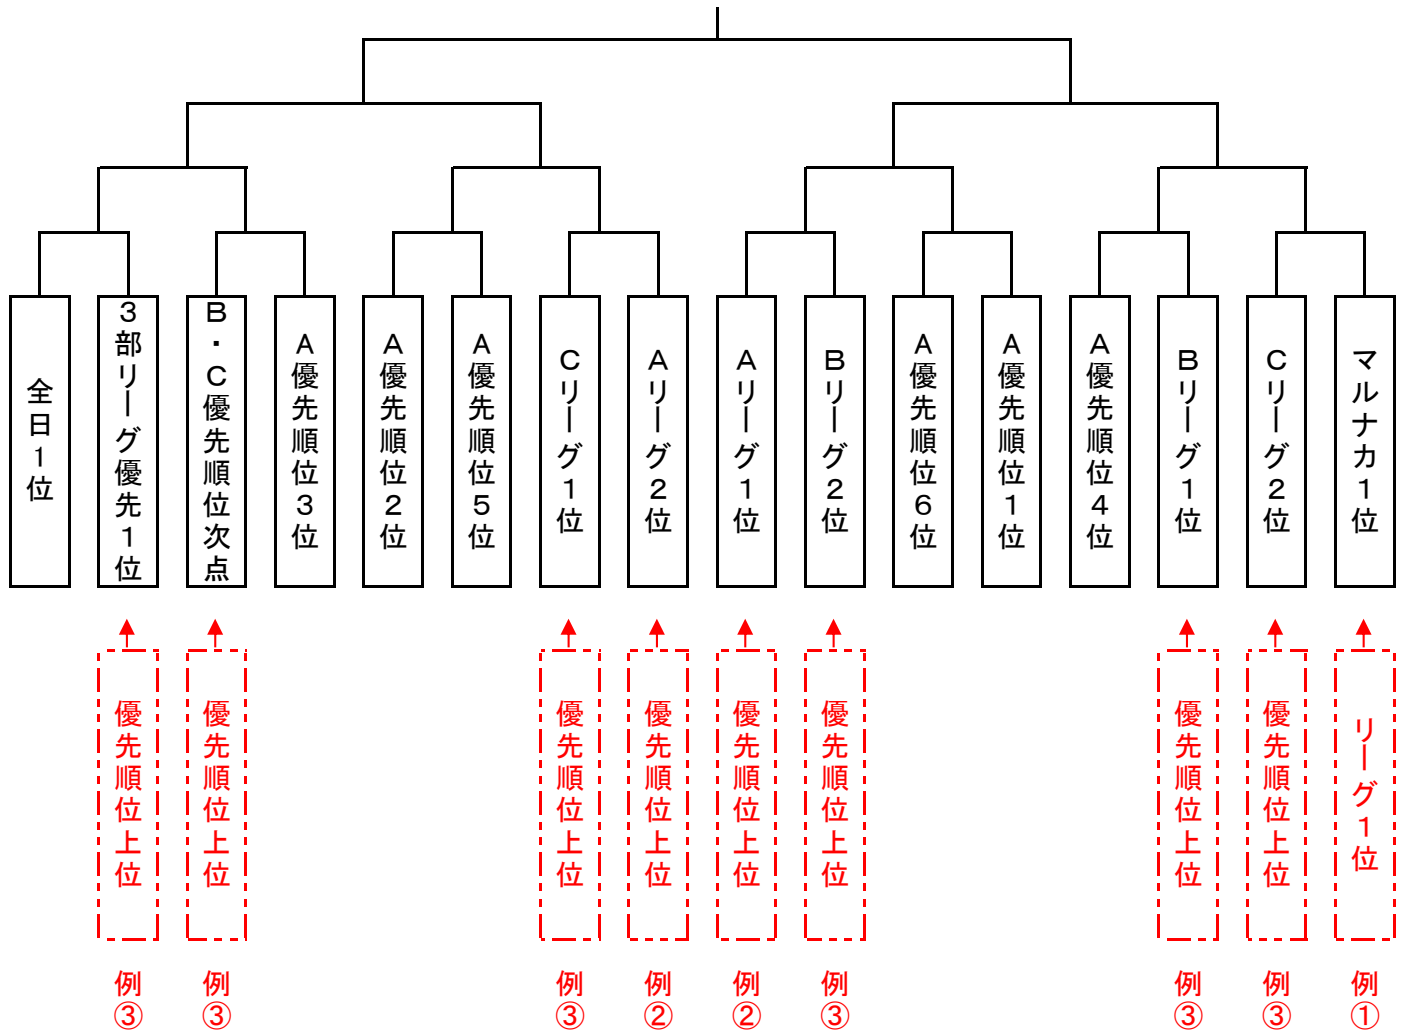 全日１位
３部リーグ優先１位
Ｂ・Ｃ優先順位次点
Ａ優先順位３位
Ａ優先順位２位
Ａ優先順位５位
Ｃリーグ１位
Ａリーグ２位
Ａリーグ１位
Ｂリーグ２位
Ａ優先順位６位
Ａ優先順位１位
Ａ優先順位４位
Ｂリーグ１位
Ｃリーグ２位
マルナカ１位
優先順位上位
優先順位上位
優先順位上位
優先順位上位
優先順位上位
優先順位上位
優先順位上位
優先順位上位
リーグ１位
例③
例③
例③
例②
例②
例③
例③
例③
例①